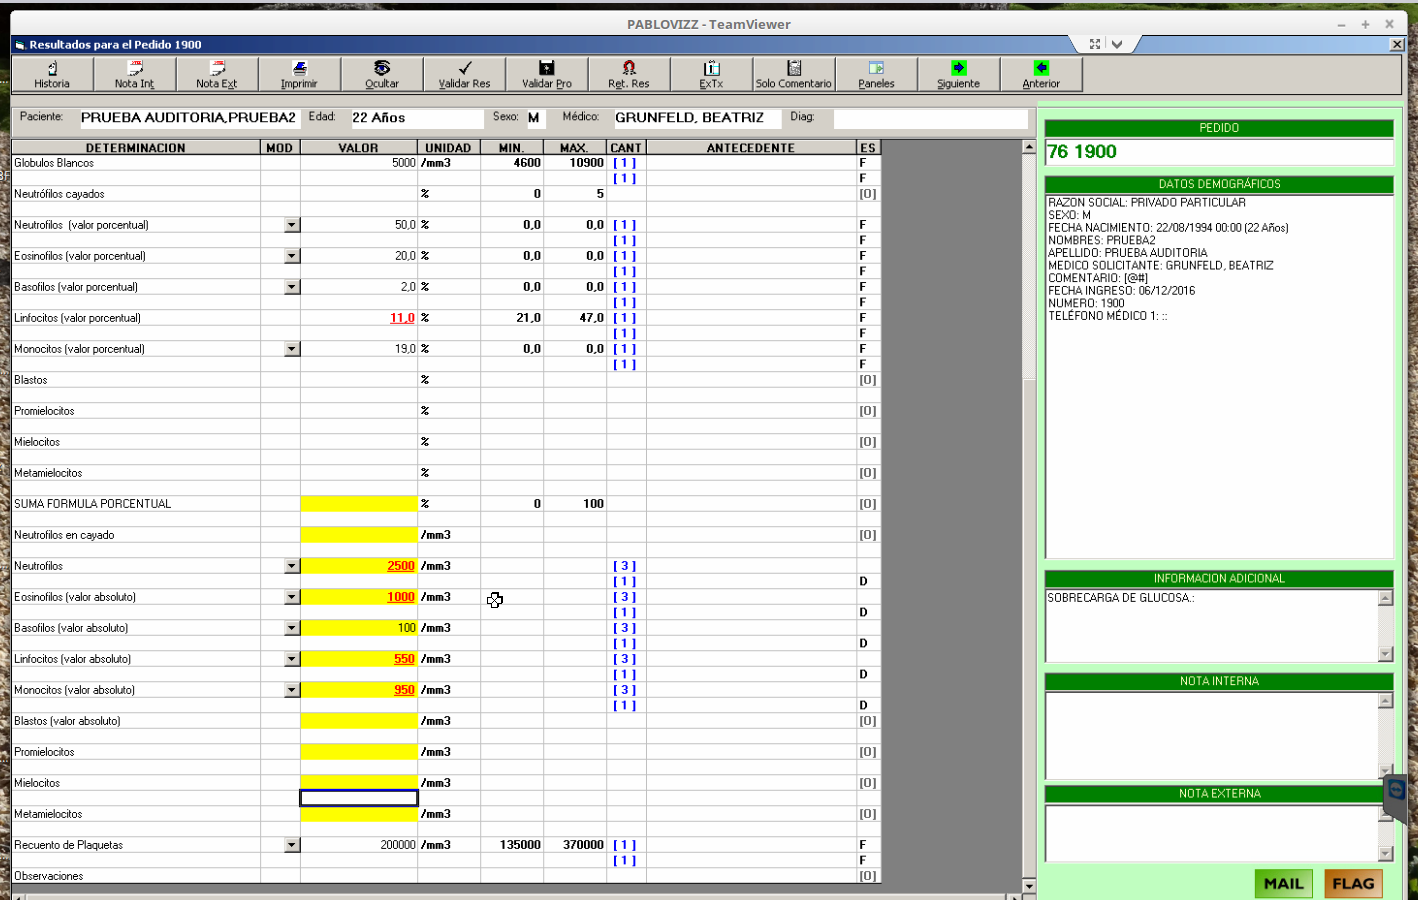 PABLOVIZZ - TeamViewer
Resultados para el Pedido 1900
Historia Nota Int Nota Ext Imprimir Ocultar Validar Res Validar Pro Ret. Res ExTx Solo Comentario Paneles Siguiente Anterior
Paciente: PRUEBA AUDITORIA,PRUEBA2 Edad: 22 Años Sexo: M Médico: GRUNFELD, BEATRIZ Diag:
DETERMINACION MOD VALOR UNIDAD MIN. MAX. CANT ANTECEDENTE ES
Globulos Blancos 5000 /mm3 4600 10900 [ 1 ] F
[ 1 ] F
Neutrófilos cayados % 0 5 [0]
Neutrofilos (valor porcentual) 50,0 % 0,0 0,0 [ 1 ] F
[ 1 ] F
Eosinofilos (valor porcentual) 20,0 % 0,0 0,0 [ 1 ] F
[ 1 ] F
Basofilos (valor porcentual) 2,0 % 0,0 0,0 [ 1 ] F
[ 1 ] F
Linfocitos (valor porcentual) 11,0 % 21,0 47,0 [ 1 ] F
[ 1 ] F
Monocitos (valor porcentual) 19,0 % 0,0 0,0 [ 1 ] F
[ 1 ] F
Blastos % [0]
Promielocitos % [0]
Mielocitos % [0]
Metamielocitos % [0]
SUMA FORMULA PORCENTUAL % 0 100 [0]
Neutrofilos en cayado /mm3 [0]
Neutrofilos 2500 /mm3 [ 3 ]
[ 1 ] D
Eosinofilos (valor absoluto) 1000 /mm3 [ 3 ]
[ 1 ] D
Basofilos (valor absoluto) 100 /mm3 [ 3 ]
[ 1 ] D
Linfocitos (valor absoluto) 550 /mm3 [ 3 ]
[ 1 ] D
Monocitos (valor absoluto) 950 /mm3 [ 3 ]
[ 1 ] D
Blastos (valor absoluto) /mm3 [0]
Promielocitos /mm3 [0]
Mielocitos /mm3 [0]
Metamielocitos /mm3 [0]
Recuento de Plaquetas 200000 /mm3 135000 370000 [ 1 ] F
[ 1 ] F
Observaciones [0]
PEDIDO
76 1900
DATOS DEMOGRÁFICOS
RAZON SOCIAL: PRIVADO PARTICULAR
SEXO: M
FECHA NACIMIENTO: 22/08/1994 00:00 (22 Años)
NOMBRES: PRUEBA2
APELLIDO: PRUEBA AUDITORIA
MEDICO SOLICITANTE: GRUNFELD, BEATRIZ
COMENTARIO: [@#]
FECHA INGRESO: 06/12/2016
NUMERO: 1900
TELÉFONO MÉDICO 1: ::
INFORMACION ADICIONAL
SOBRECARGA DE GLUCOSA.:
NOTA INTERNA
NOTA EXTERNA
MAIL FLAG